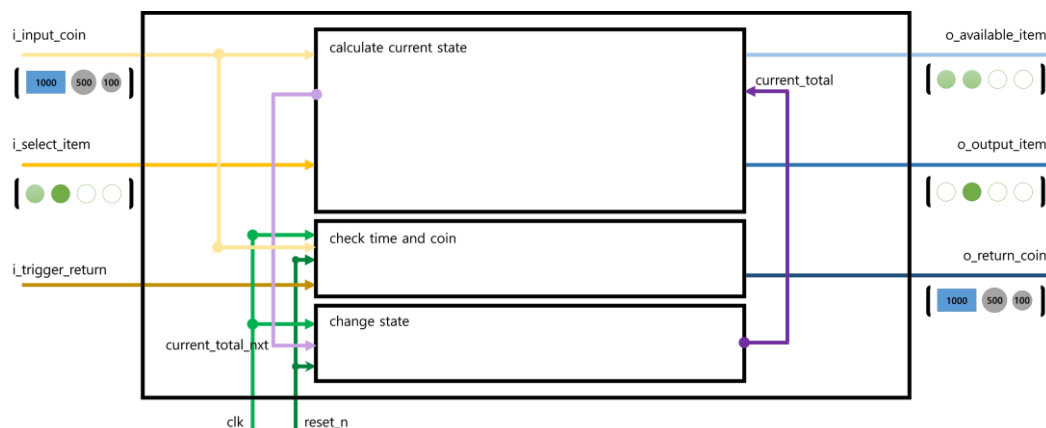 i_input_coin
1000 500 100
i_select_item
i_trigger_return
calculate current state
check time and coin
change state
current_total_nxt
clk
reset_n
current_total
o_available_item
o_output_item
o_return_coin
1000 500 100